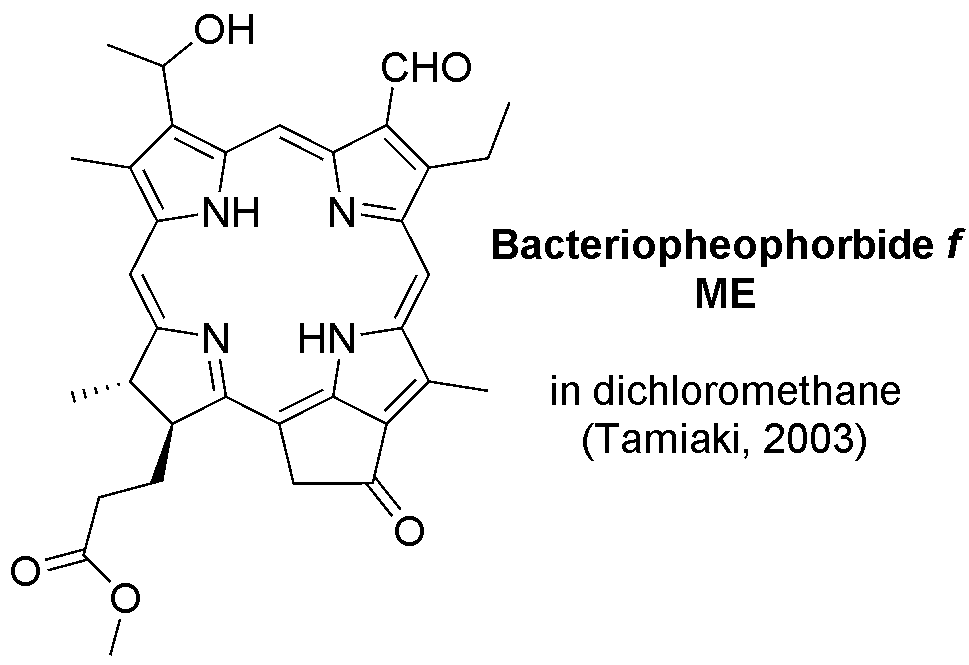 OH
CHO
NH
N
N
HN
O
O
O
Bacteriopheophorbide f
ME
in dichloromethane
(Tamiaki, 2003)